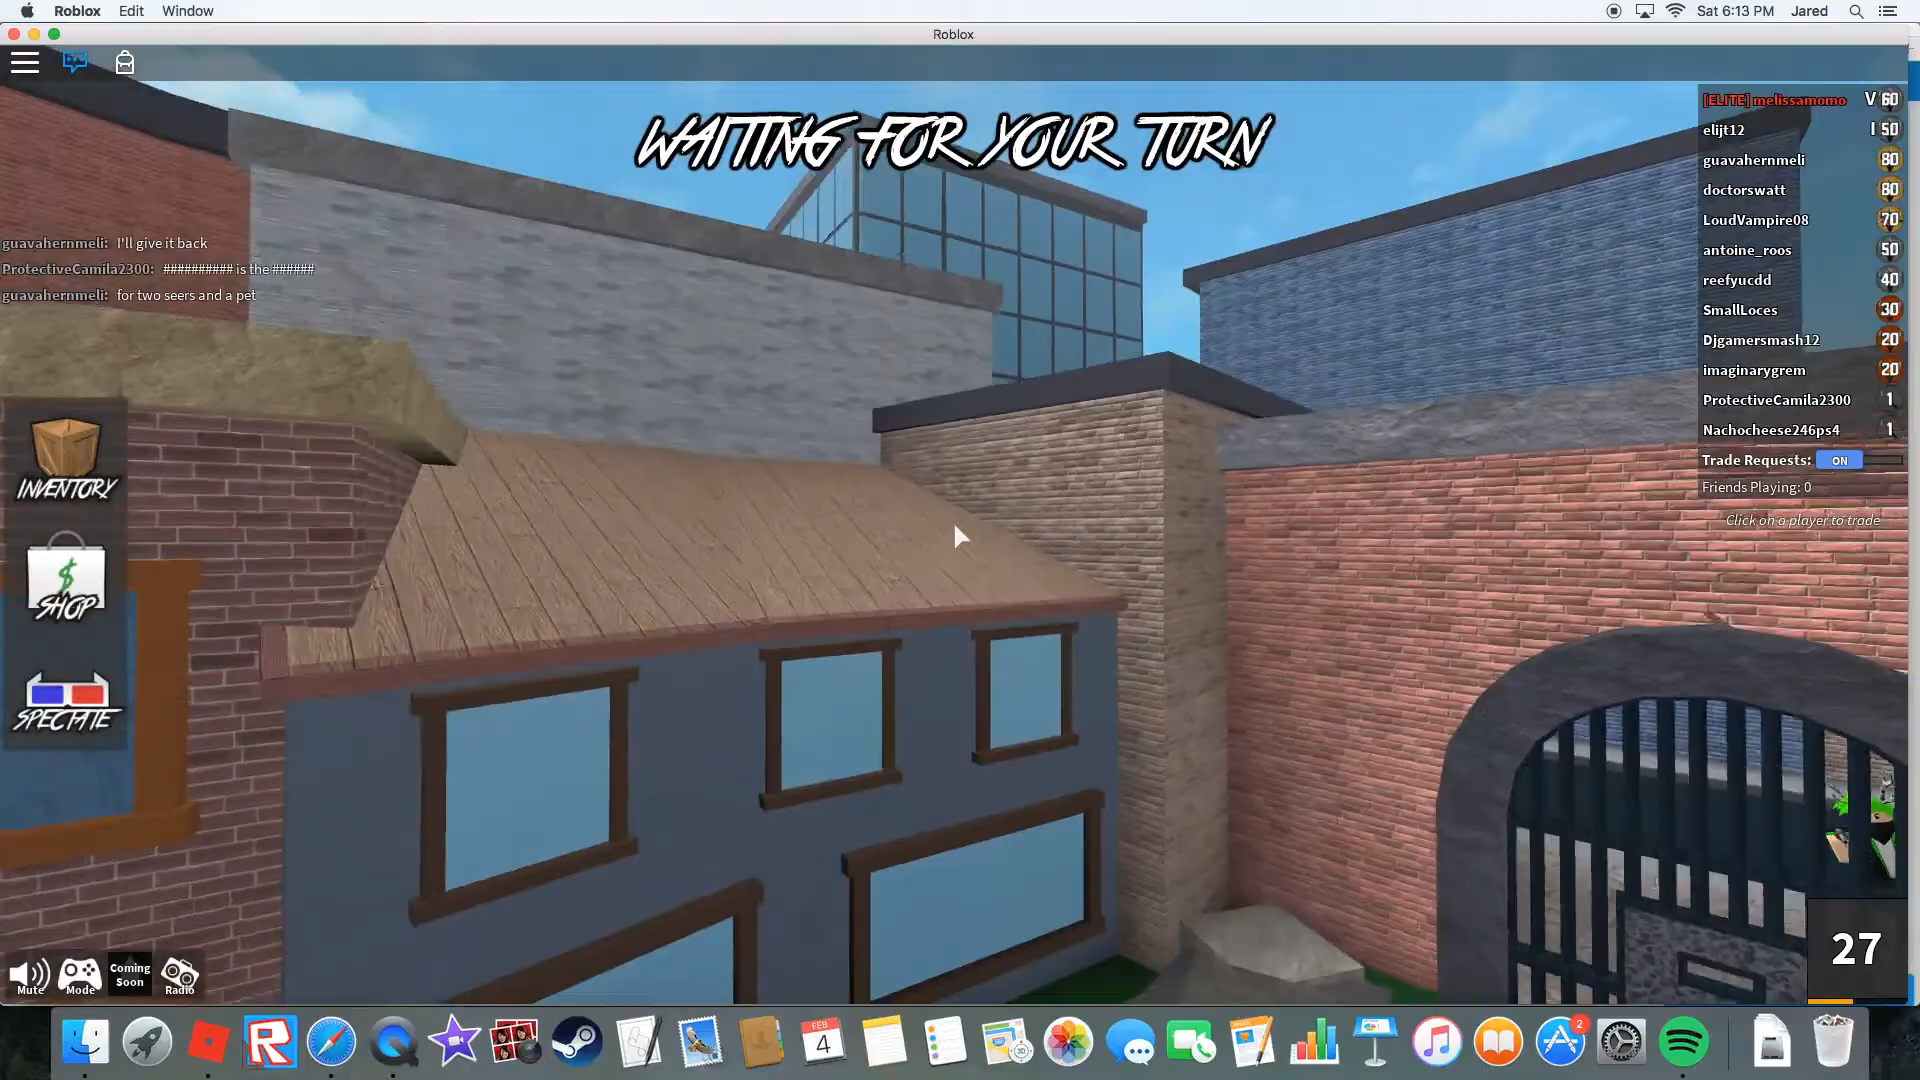 Roblox Edit Window Sat 6:13 PM Jared
Roblox
WAITING FOR YOUR TURN
[ELITE] melissamomo V 60
elijt12 I 50
guavahernmeli 80
doctorswatt 80
LoudVampire08 70
antoine_roos 50
reefyucdd 40
SmallLoces 30
Djgamersmash12 20
imaginarygrem 20
ProtectiveCamila2300 1
Nachocheese246ps4 1
Trade Requests: ON
Friends Playing: 0
Click on a player to trade
guavahernmeli: I'll give it back
ProtectiveCamila2300: ########## is the ######
guavahernmeli: for two seers and a pet
INVENTORY
$
SHOP
SPECTATE
Mute
Mode
Coming
Soon
Radio
27
FEB
4
3D
2